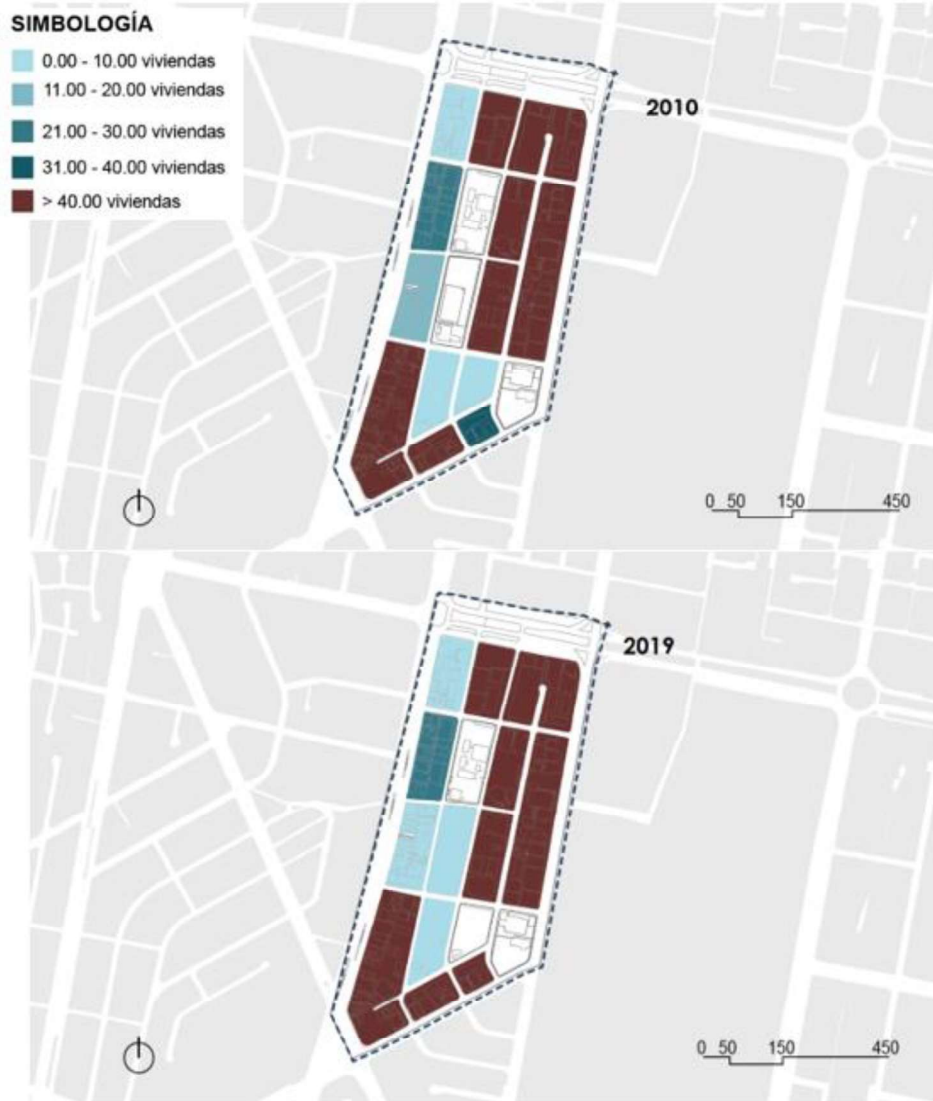 SIMBOLOGÍA
0.00 - 10.00 viviendas
11.00 - 20.00 viviendas
21.00 - 30.00 viviendas
31.00 - 40.00 viviendas
> 40.00 viviendas
2010
0 50 150 450
2019
0 50 150 450